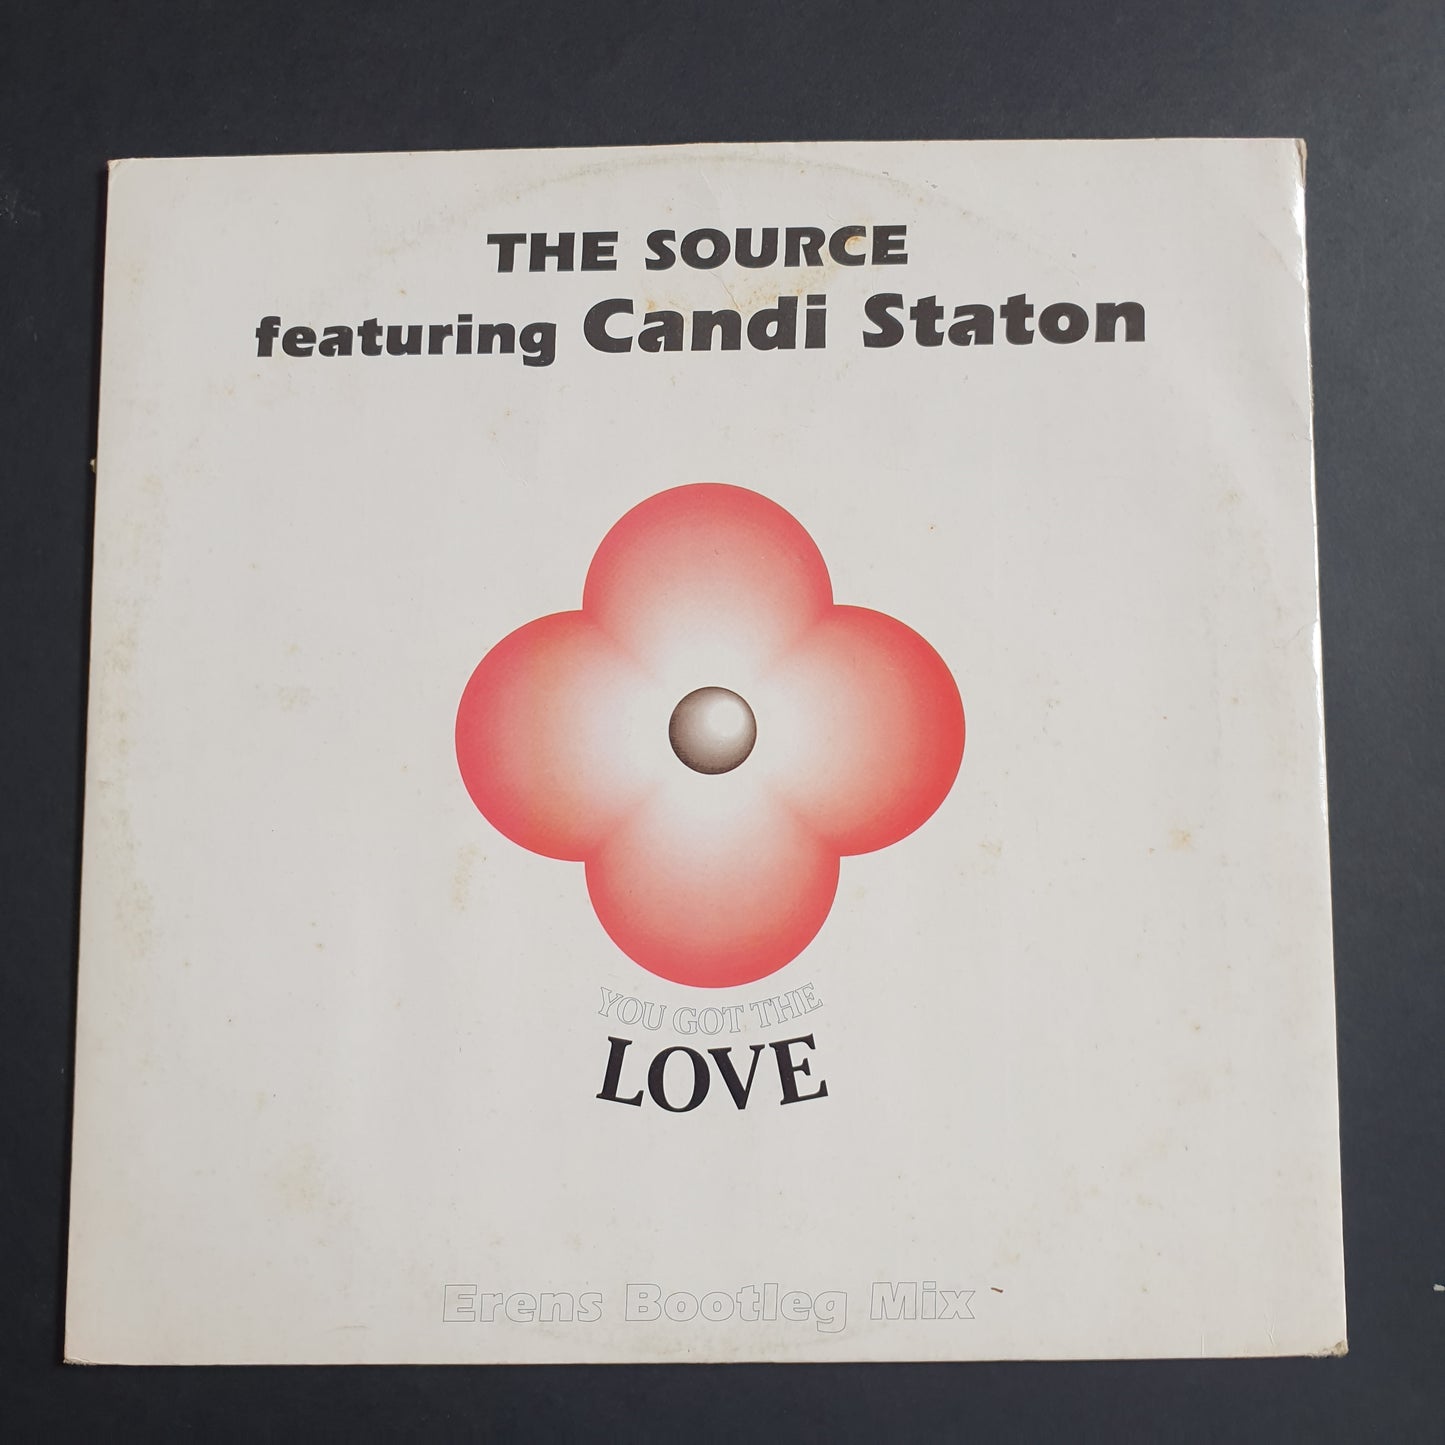 THE SOURCE
featuring Candi Staton
YOU GOT THE
LOVE
Erens Bootleg Mix